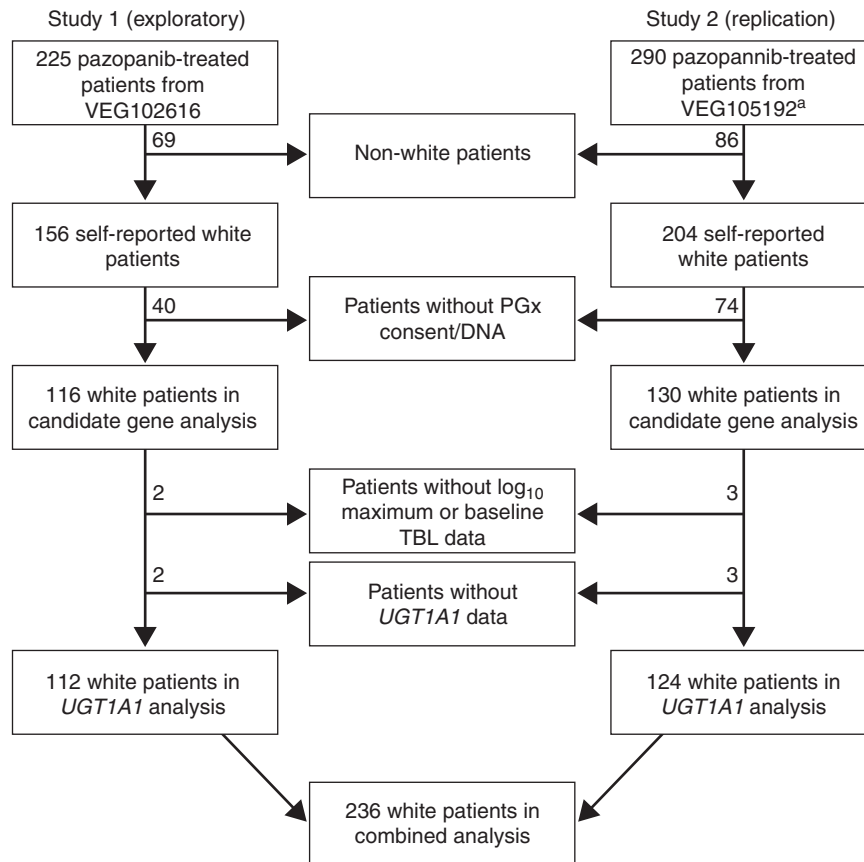 Study 1 (exploratory)
Study 2 (replication)
225 pazopanib-treated
patients from
VEG102616
290 pazopannib-treated
patients from
VEG105192ᵃ
69
Non-white patients
86
156 self-reported white
patients
204 self-reported
white patients
40
Patients without PGx
consent/DNA
74
116 white patients in
candidate gene analysis
130 white patients in
candidate gene analysis
2
Patients without log₁₀
maximum or baseline
TBL data
3
2
Patients without
UGT1A1 data
3
112 white patients in
UGT1A1 analysis
124 white patients in
UGT1A1 analysis
236 white patients in
combined analysis